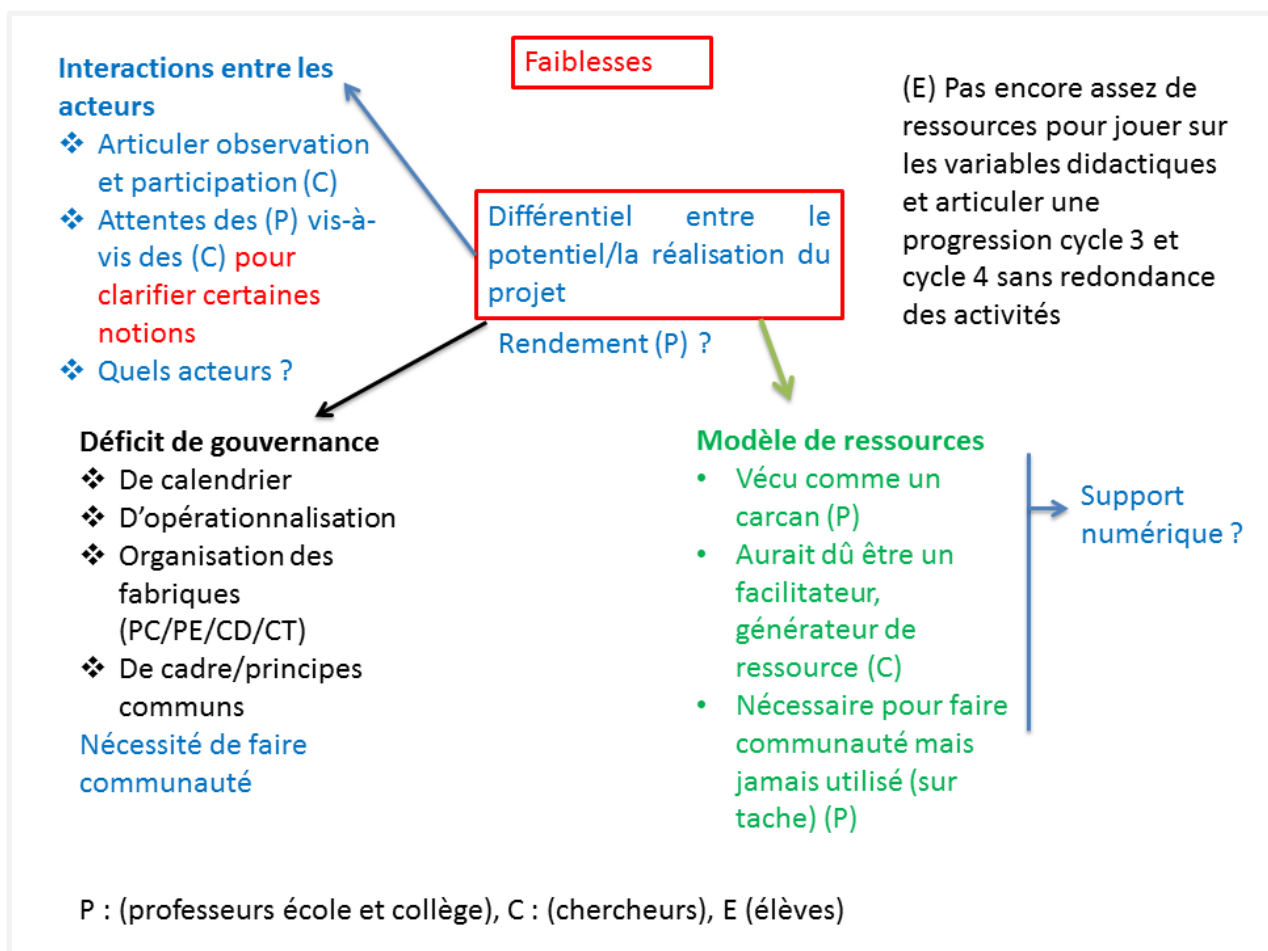 Faiblesses
Interactions entre les
acteurs
❖ Articuler observation
et participation (C)
❖ Attentes des (P) vis-à-
vis des (C) pour
clarifier certaines
notions
❖ Quels acteurs ?
Différentiel entre le
potentiel/la réalisation du
projet
Rendement (P) ?
(E) Pas encore assez de
ressources pour jouer sur
les variables didactiques
et articuler une
progression cycle 3 et
cycle 4 sans redondance
des activités
Déficit de gouvernance
❖ De calendrier
❖ D’opérationnalisation
❖ Organisation des
fabriques
(PC/PE/CD/CT)
❖ De cadre/principes
communs
Nécessité de faire
communauté
Modèle de ressources
• Vécu comme un
carcan (P)
• Aurait dû être un
facilitateur,
générateur de
ressource (C)
• Nécessaire pour faire
communauté mais
jamais utilisé (sur
tache) (P)
Support
numérique ?
P : (professeurs école et collège), C : (chercheurs), E (élèves)